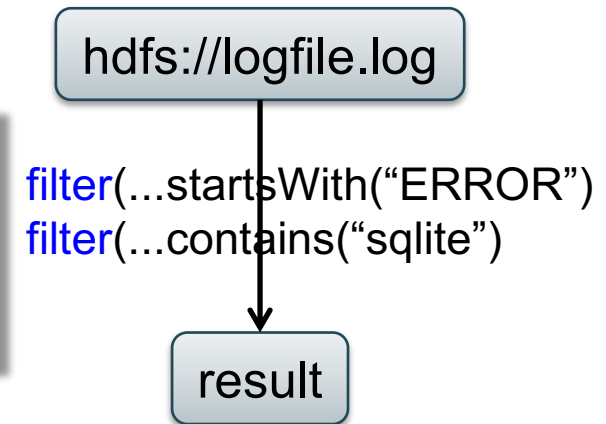 hdfs://logfile.log
filter(...startsWith(“ERROR”)
filter(...contains(“sqlite”)
result